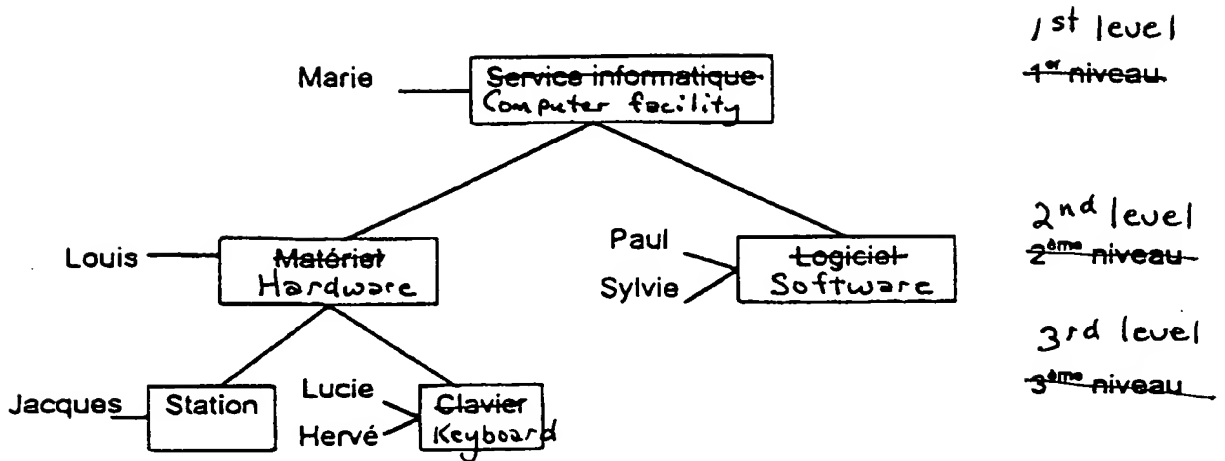 1st level
Marie
Service informatique
1er niveau
Computer facility
2nd level
Louis
Matériel
Paul
Logiciel
2ème niveau
Hardware
Sylvie
Software
3rd level
3ème niveau
Jacques
Station
Lucie
Clavier
Hervé
Keyboard